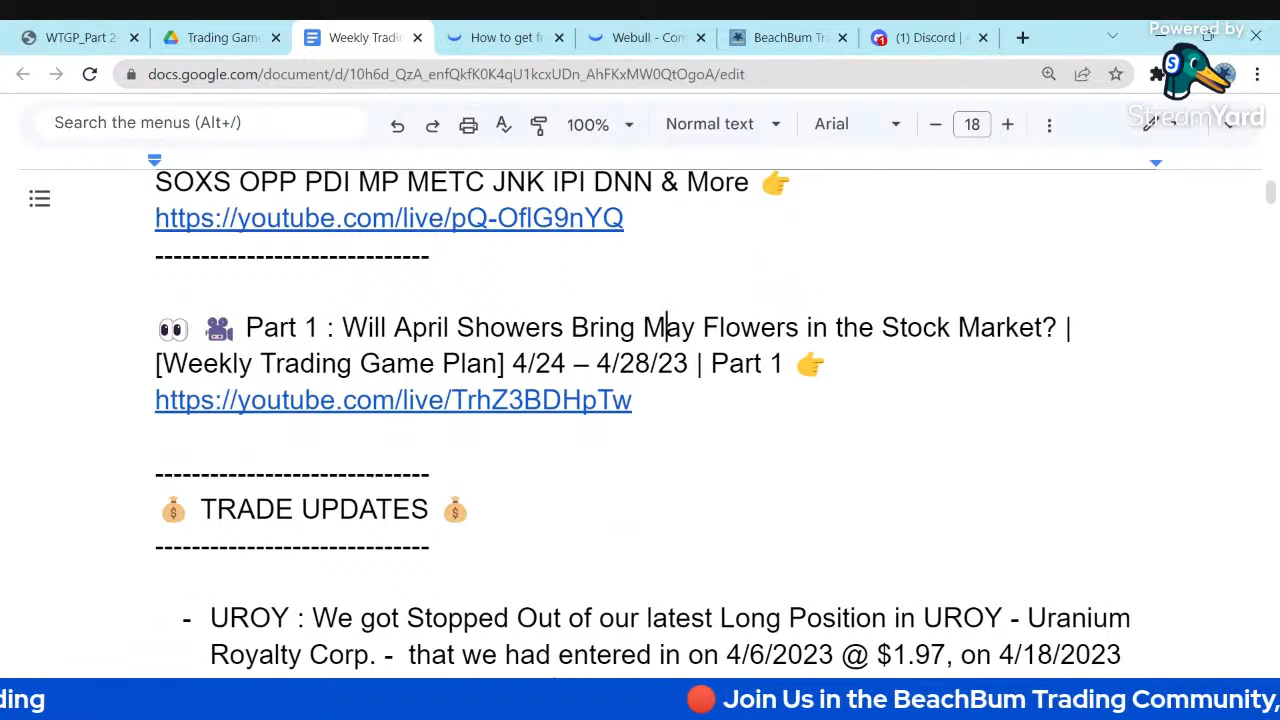 Powered by
StreamYard
WTGP_Part 2
Trading Game
Weekly Tradi
How to get f
Webull - Com
BeachBum Tr
(1) Discord |
docs.google.com/document/d/10h6d_QzA_enfQkfK0K4qU1kcxUDn_AhFKxMW0QtOgoA/edit
Search the menus (Alt+/)
100%
Normal text
Arial
18
SOXS OPP PDI MP METC JNK IPI DNN & More 👉
https://youtube.com/live/pQ-OflG9nYQ
-----------------------------
👀 🎥 Part 1 : Will April Showers Bring May Flowers in the Stock Market? |
[Weekly Trading Game Plan] 4/24 – 4/28/23 | Part 1 👉
https://youtube.com/live/TrhZ3BDHpTw
-----------------------------
💰 TRADE UPDATES 💰
-----------------------------
- UROY : We got Stopped Out of our latest Long Position in UROY - Uranium
Royalty Corp. - that we had entered in on 4/6/2023 @ $1.97, on 4/18/2023
ding 🔴 Join Us in the BeachBum Trading Community,